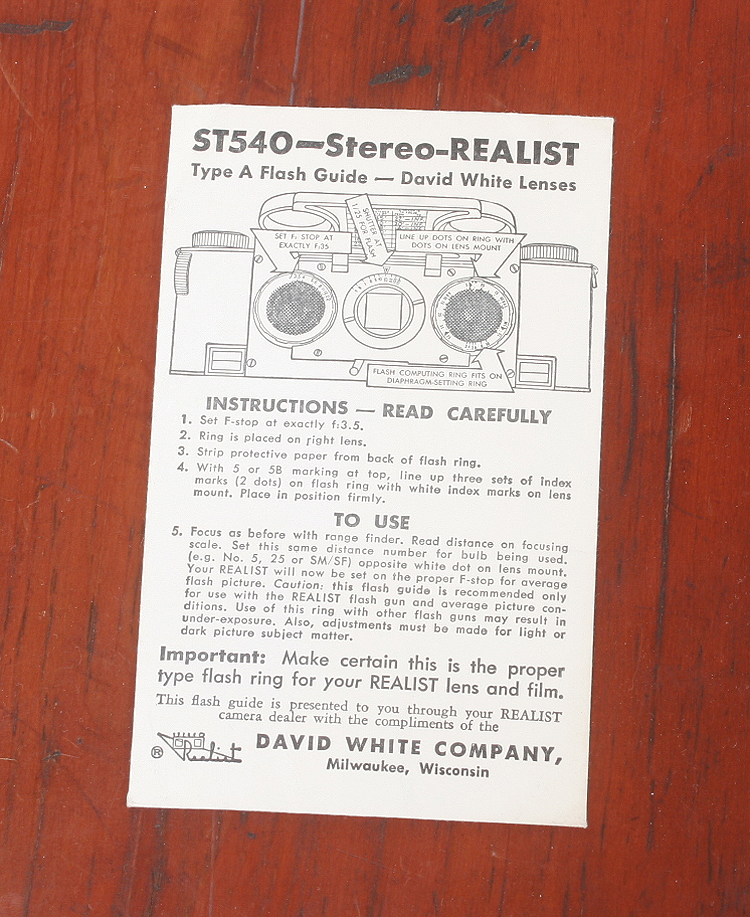 ST540—Stereo-REALIST
Type A Flash Guide — David White Lenses
SHUTTER AT
1/25 FOR FLASH
SET F. STOP AT
EXACTLY F.35
LINE UP DOTS ON RING WITH
DOTS ON LENS MOUNT
FLASH COMPUTING RING FITS ON
DIAPHRAGM-SETTING RING
INSTRUCTIONS — READ CAREFULLY
1. Set F-stop at exactly f:3.5.
2. Ring is placed on right lens.
3. Strip protective paper from back of flash ring.
4. With 5 or 5B marking at top, line up three sets of index
marks (2 dots) on flash ring with white index marks on lens
mount. Place in position firmly.
TO USE
5. Focus as before with range finder. Read distance on focusing
scale. Set this same distance number for bulb being used.
(e.g. No. 5, 25 or SM/SF) opposite white dot on lens mount.
Your REALIST will now be set on the proper F-stop for average
flash picture. Caution: this flash guide is recommended only
for use with the REALIST flash gun and average picture con-
ditions. Use of this ring with other flash guns may result in
under-exposure. Also, adjustments must be made for light or
dark picture subject matter.
Important: Make certain this is the proper
type flash ring for your REALIST lens and film.
This flash guide is presented to you through your REALIST
camera dealer with the compliments of the
® Realist DAVID WHITE COMPANY,
Milwaukee, Wisconsin